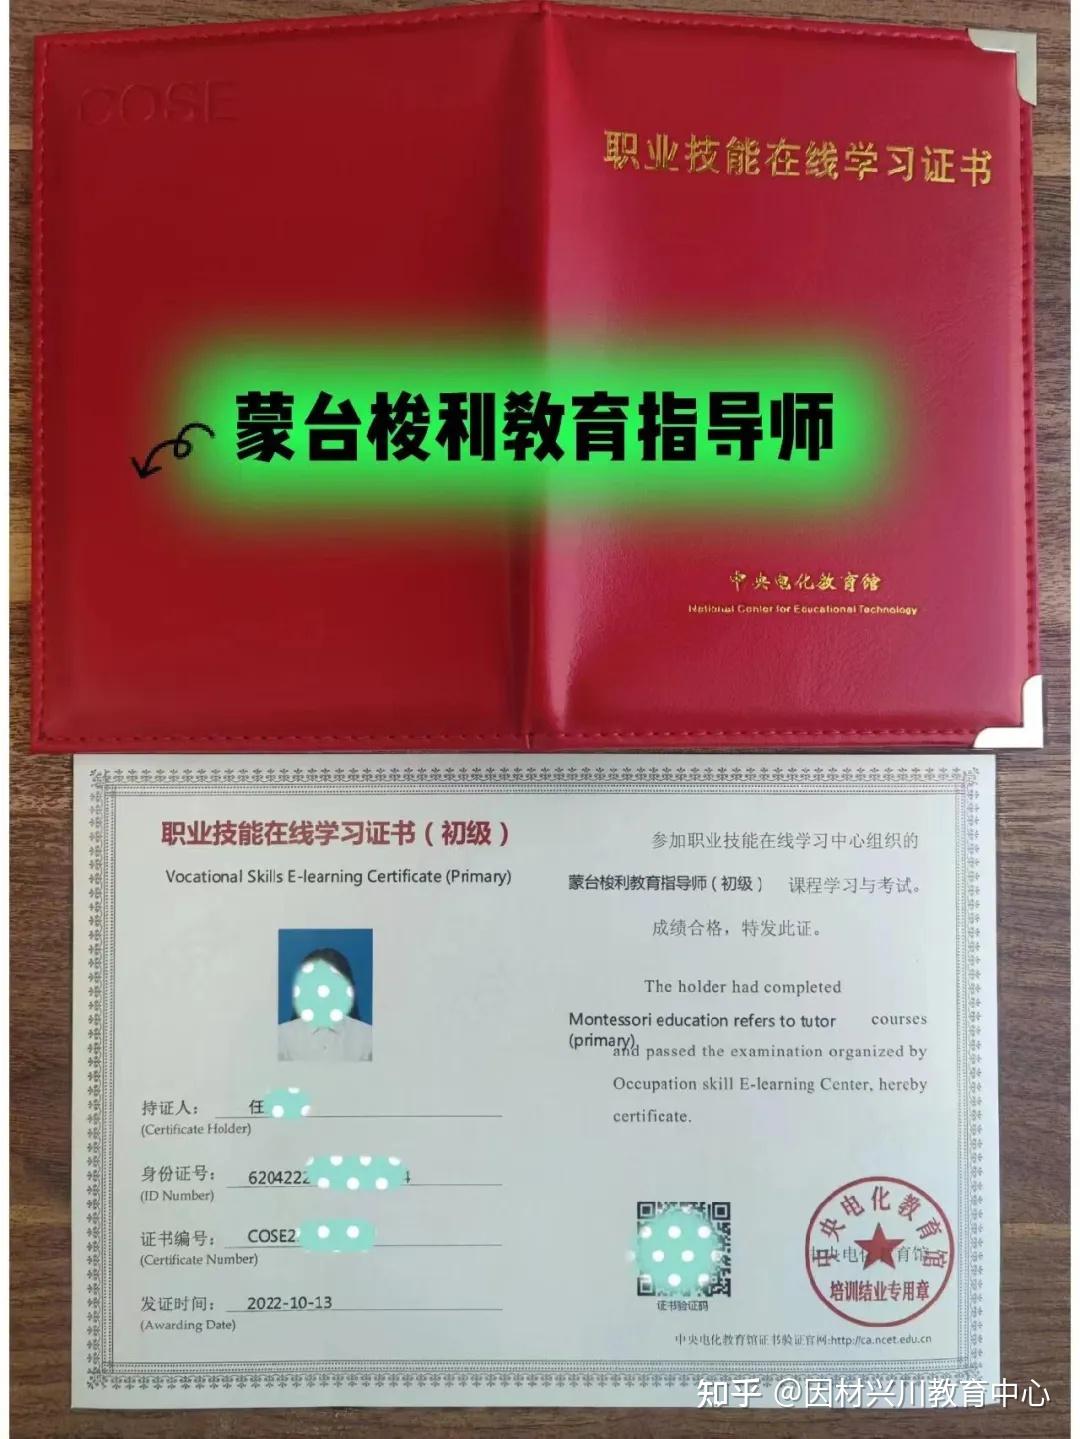 COSE
职业技能在线学习证书
蒙台梭利教育指导师
中央电化教育馆
National Center for Educational Technology
职业技能在线学习证书（初级）
Vocational Skills E-learning Certificate (Primary)
持证人： 任
(Certificate Holder)
身份证号： 620422 4
(ID Number)
证书编号： COSE2
(Certificate Number)
发证时间： 2022-10-13
(Awarding Date)
参加职业技能在线学习中心组织的
蒙台梭利教育指导师（初级） 课程学习与考试。
成绩合格，特发此证。
The holder had completed
Montessori education refers to tutor courses
(primary)
and passed the examination organized by
Occupation skill E-learning Center, hereby
certificate.
证书验证码
中央电化教育馆
中央电化教育馆
培训结业专用章
中央电化教育馆证书验证官网:http://ca.ncet.edu.cn
知乎 @因材兴川教育中心